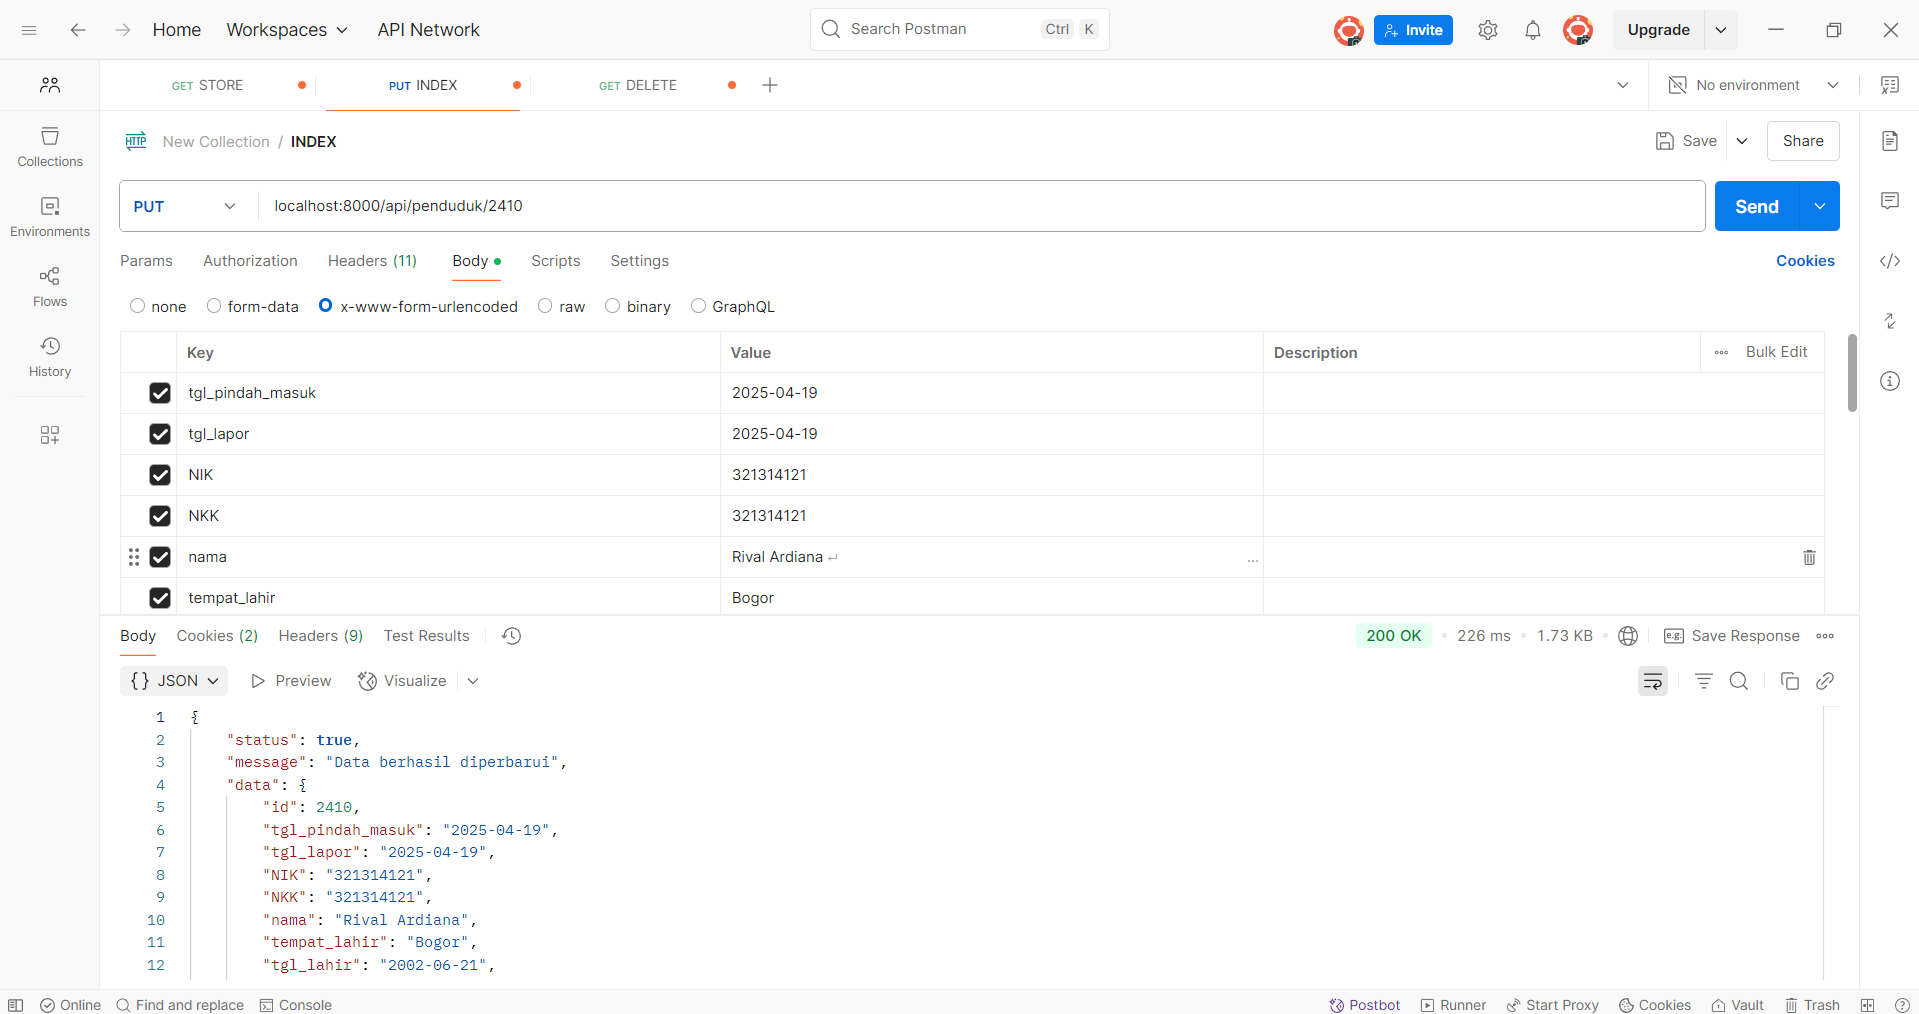 Home Workspaces API Network Search Postman Ctrl K Invite Upgrade
GET STORE PUT INDEX GET DELETE No environment
HTTP New Collection / INDEX Save Share
PUT localhost:8000/api/penduduk/2410 Send
Params Authorization Headers (11) Body Scripts Settings Cookies
none form-data x-www-form-urlencoded raw binary GraphQL
Key Value Description Bulk Edit
tgl_pindah_masuk 2025-04-19
tgl_lapor 2025-04-19
NIK 321314121
NKK 321314121
nama Rival Ardiana ↵ ...
tempat_lahir Bogor
Collections
Environments
Flows
History
Body Cookies (2) Headers (9) Test Results 200 OK • 226 ms • 1.73 KB • e.g. Save Response
{} JSON Preview Visualize
1 {
2 "status": true,
3 "message": "Data berhasil diperbarui",
4 "data": {
5 "id": 2410,
6 "tgl_pindah_masuk": "2025-04-19",
7 "tgl_lapor": "2025-04-19",
8 "NIK": "321314121",
9 "NKK": "321314121",
10 "nama": "Rival Ardiana",
11 "tempat_lahir": "Bogor",
12 "tgl_lahir": "2002-06-21",
Online Find and replace Console Postbot Runner Start Proxy Cookies Vault Trash